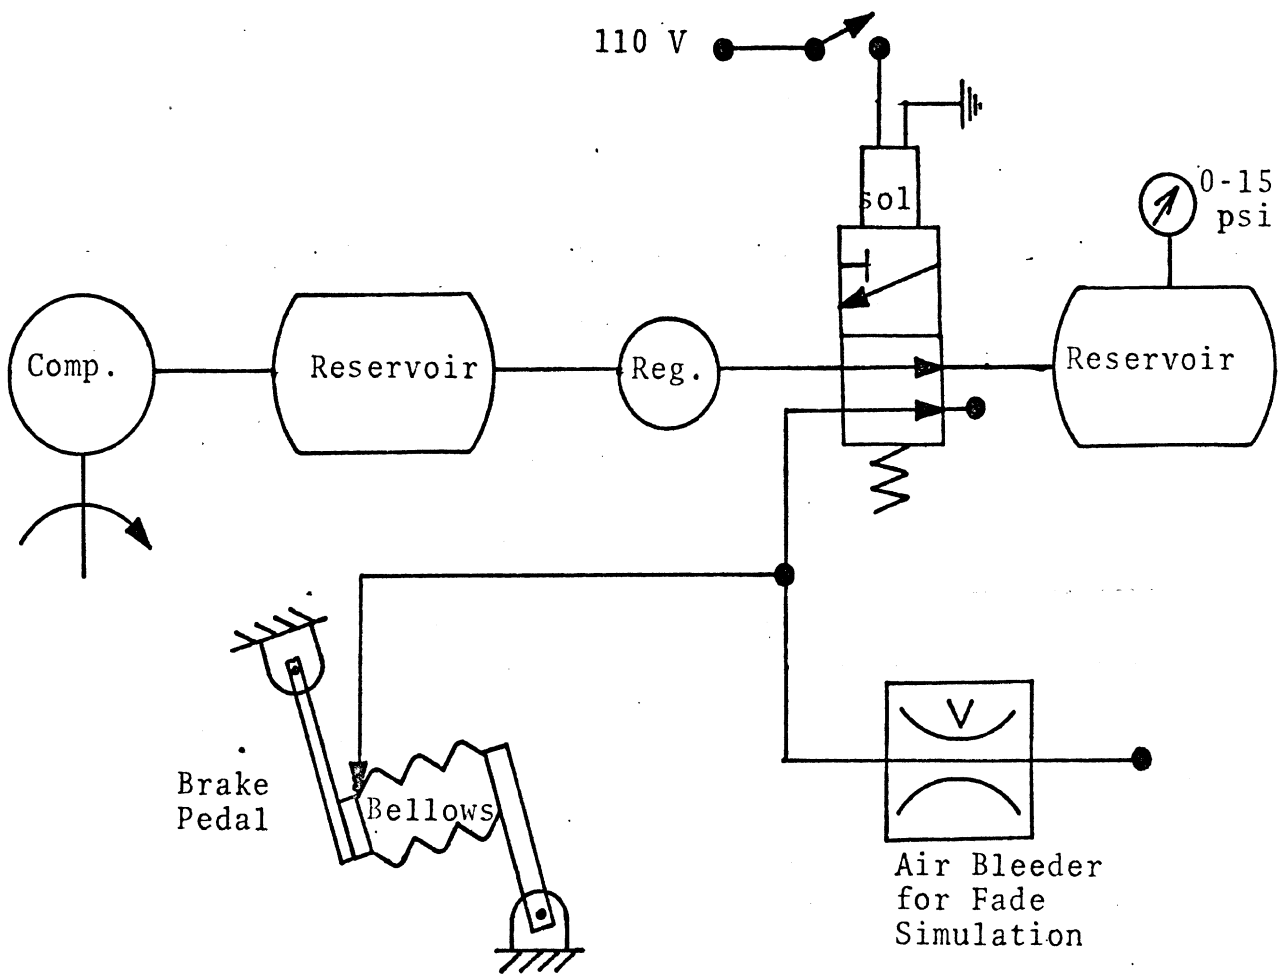 110 V
sol
0-15
psi
Comp.
Reservoir
Reg.
Reservoir
Brake
Pedal
Bellows
V
Air Bleeder
for Fade
Simulation